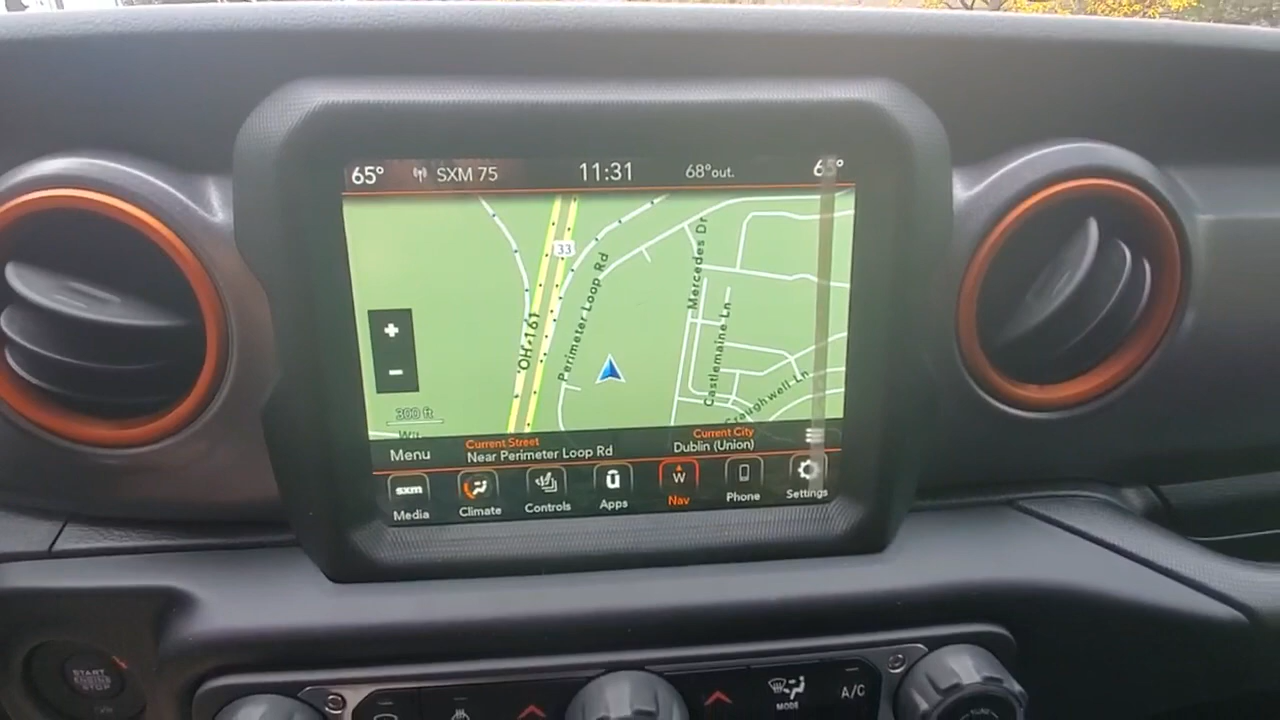 65° SXM 75 11:31 68°out. 65°
33
OH-161
Perimeter Loop Rd
Mercedes Dr
Castlemaine Ln
+
-
300 ft
Menu
Current Street
Near Perimeter Loop Rd
Current City
Dublin (Union)
sxm
W
Media
Climate
Controls
Apps
Nav
Phone
Settings
START
ENGINE
STOP
MODE
A/C